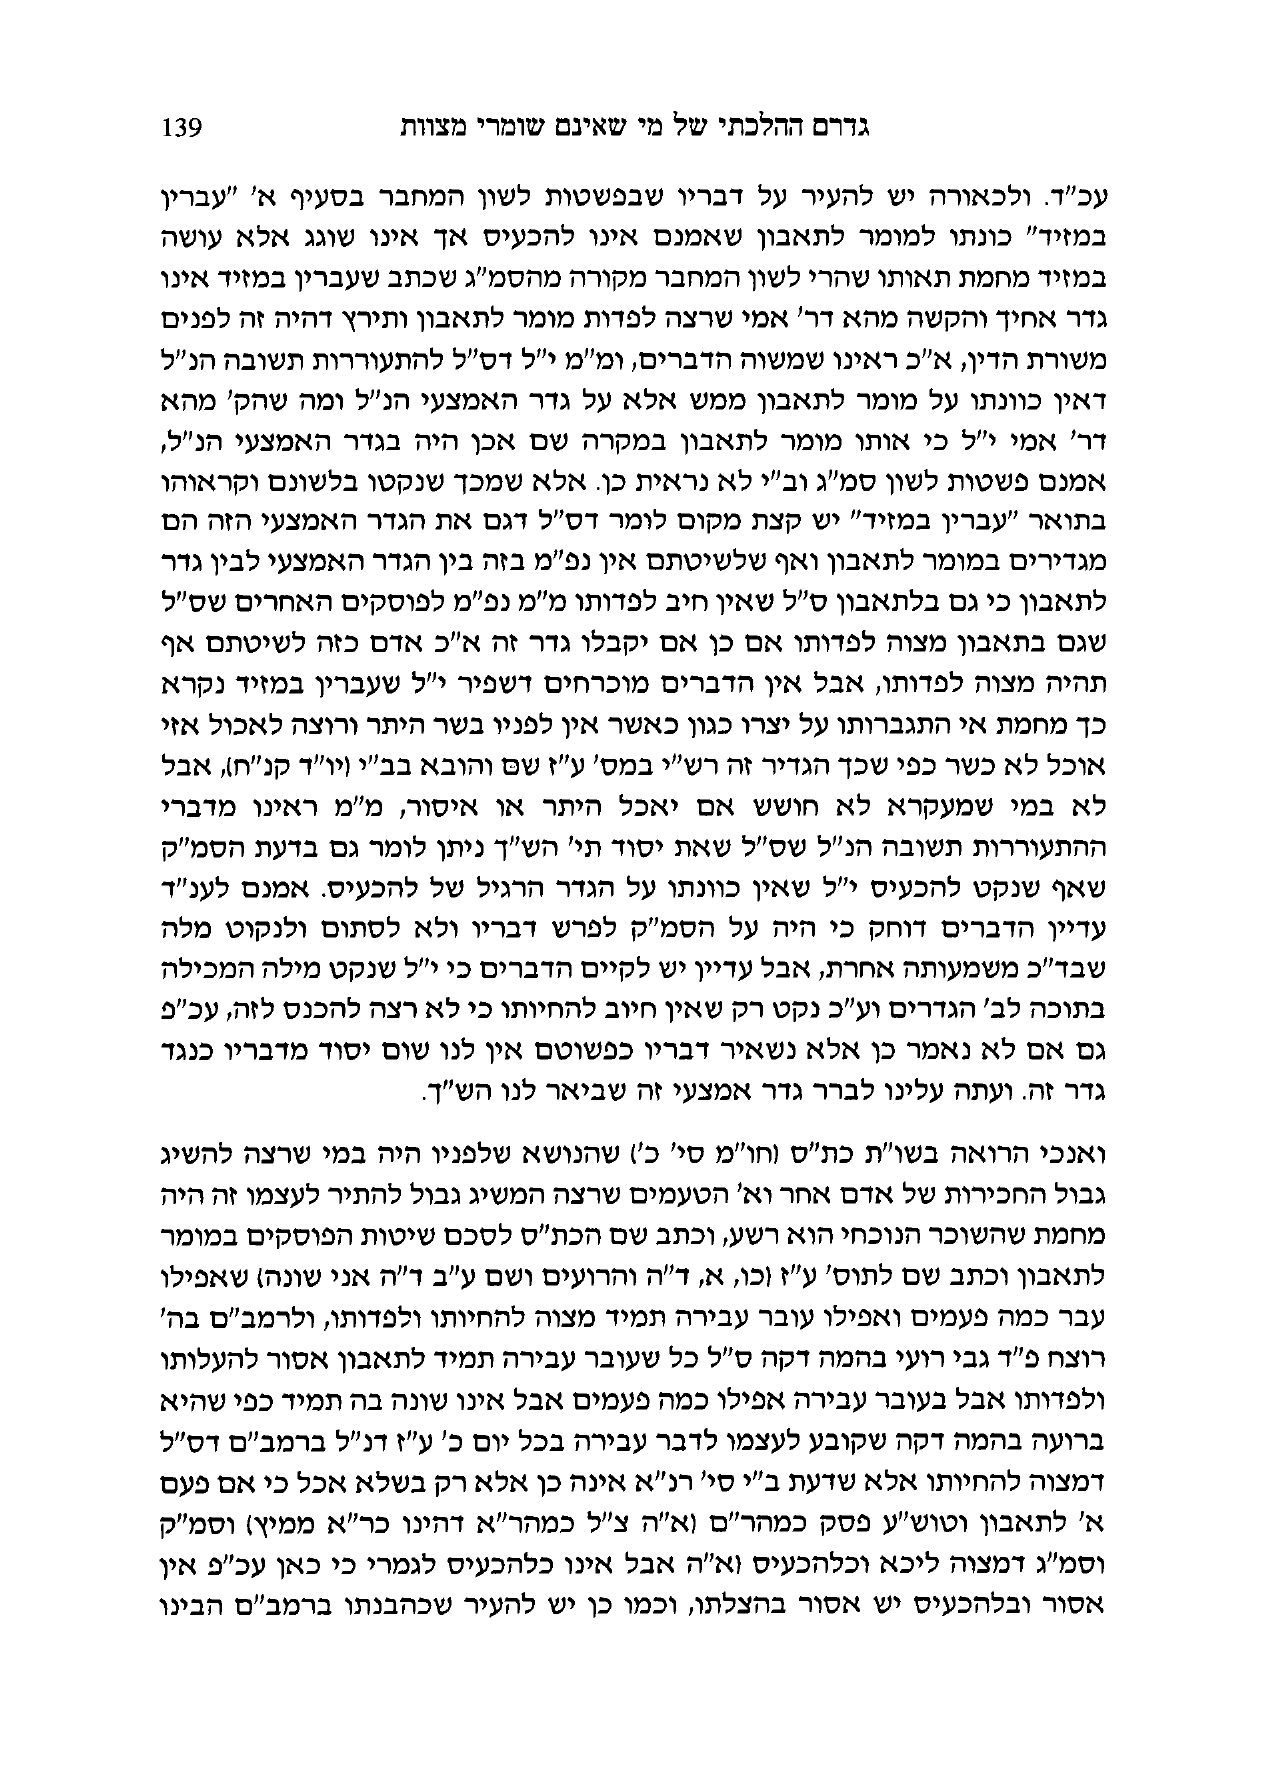 גדרם ההלכתי של מי שאינם שומרי מצוות 139
עכ"ד. ולכאורה יש להעיר על דבריו שבפשטות לשון המחבר בסעיף א' "עבריין
במזיד" כונתו למומר לתאבון שאמנם אינו להכעיס אך אינו שוגג אלא עושה
במזיד מחמת תאותו שהרי לשון המחבר מקורה מהסמ"ג שכתב שעבריין במזיד אינו
גדר אחיך והקשה מהא דר' אמי שרצה לפדות מומר לתאבון ותירץ דהיה זה לפנים
משורת הדין, א"כ ראינו שמשוה הדברים, ומ"מ י"ל דס"ל להתעוררות תשובה הנ"ל
דאין כוונתו על מומר לתאבון ממש אלא על גדר האמצעי הנ"ל ומה שהק' מהא
דר' אמי י"ל כי אותו מומר לתאבון במקרה שם אכן היה בגדר האמצעי הנ"ל,
אמנם פשטות לשון סמ"ג וב"י לא נראית כן. אלא שמכך שנקטו בלשונם וקראוהו
בתואר "עבריין במזיד" יש קצת מקום לומר דס"ל דגם את הגדר האמצעי הזה הם
מגדירים במומר לתאבון ואף שלשיטתם אין נפ"מ בזה בין הגדר האמצעי לבין גדר
לתאבון כי גם בלתאבון ס"ל שאין חיב לפדותו מ"מ נפ"מ לפוסקים האחרים שס"ל
שגם בתאבון מצוה לפדותו אם כן אם יקבלו גדר זה א"כ אדם כזה לשיטתם אף
תהיה מצוה לפדותו, אבל אין הדברים מוכרחים דשפיר י"ל שעבריין במזיד נקרא
כך מחמת אי התגברותו על יצרו כגון כאשר אין לפניו בשר היתר ורוצה לאכול אזי
אוכל לא כשר כפי שכך הגדיר זה רש"י במס' ע"ז שם והובא בב"י (יו"ד קנ"ח), אבל
לא במי שמעקרא לא חושש אם יאכל היתר או איסור, מ"מ ראינו מדברי
ההתעוררות תשובה הנ"ל שס"ל שאת יסוד תי' הש"ך ניתן לומר גם בדעת הסמ"ק
שאף שנקט להכעיס י"ל שאין כוונתו על הגדר הרגיל של להכעיס. אמנם לענ"ד
עדיין הדברים דוחק כי היה על הסמ"ק לפרש דבריו ולא לסתום ולנקוט מלה
שבד"כ משמעותה אחרת, אבל עדיין יש לקיים הדברים כי י"ל שנקט מילה המכילה
בתוכה לב' הגדרים וע"כ נקט רק שאין חיוב להחיותו כי לא רצה להכנס לזה, עכ"פ
גם אם לא נאמר כן אלא נשאיר דבריו כפשוטם אין לנו שום יסוד מדבריו כנגד
גדר זה. ועתה עלינו לברר גדר אמצעי זה שביאר לנו הש"ך.
ואנכי הרואה בשו"ת כת"ס (חו"מ סי' כ') שהנושא שלפניו היה במי שרצה להשיג
גבול החכירות של אדם אחר וא' הטעמים שרצה המשיג גבול להתיר לעצמו זה היה
מחמת שהשוכר הנוכחי הוא רשע, וכתב שם הכת"ס לסכם שיטות הפוסקים במומר
לתאבון וכתב שם לתוס' ע"ז (כו, א, ד"ה והרועים ושם ע"ב ד"ה אני שונה) שאפילו
עבר כמה פעמים ואפילו עובר עבירה תמיד מצוה להחיותו ולפדותו, ולרמב"ם בה'
רוצח פ"ד גבי רועי בהמה דקה ס"ל כל שעובר עבירה תמיד לתאבון אסור להעלותו
ולפדותו אבל בעובר עבירה אפילו כמה פעמים אבל אינו שונה בה תמיד כפי שהיא
ברועה בהמה דקה שקובע לעצמו לדבר עבירה בכל יום כ' ע"ז דנ"ל ברמב"ם דס"ל
דמצוה להחיותו אלא שדעת ב"י סי' רנ"א אינה כן אלא רק בשלא אכל כי אם פעם
א' לתאבון וטוש"ע פסק כמהר"ם (א"ה צ"ל כמהר"א דהינו כר"א ממיץ) וסמ"ק
וסמ"ג דמצוה ליכא וכלהכעיס (א"ה אבל אינו כלהכעיס לגמרי כי כאן עכ"פ אין
אסור ובלהכעיס יש אסור בהצלתו, וכמו כן יש להעיר שכהבנתו ברמב"ם הבינו